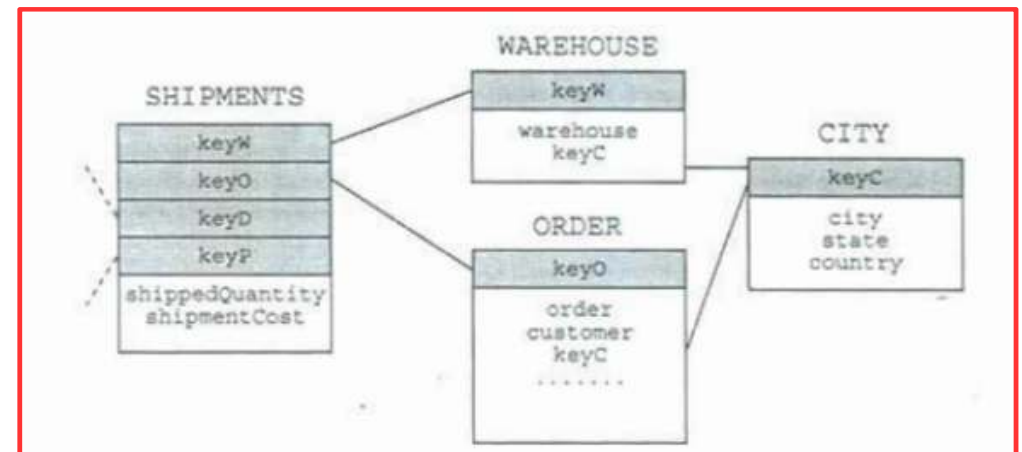 SHIPMENTS
keyW
keyO
keyD
keyP
shippedQuantity
shipmentCost
WAREHOUSE
keyW
warehouse
keyC
ORDER
keyO
order
customer
keyC
.......
CITY
keyC
city
state
country